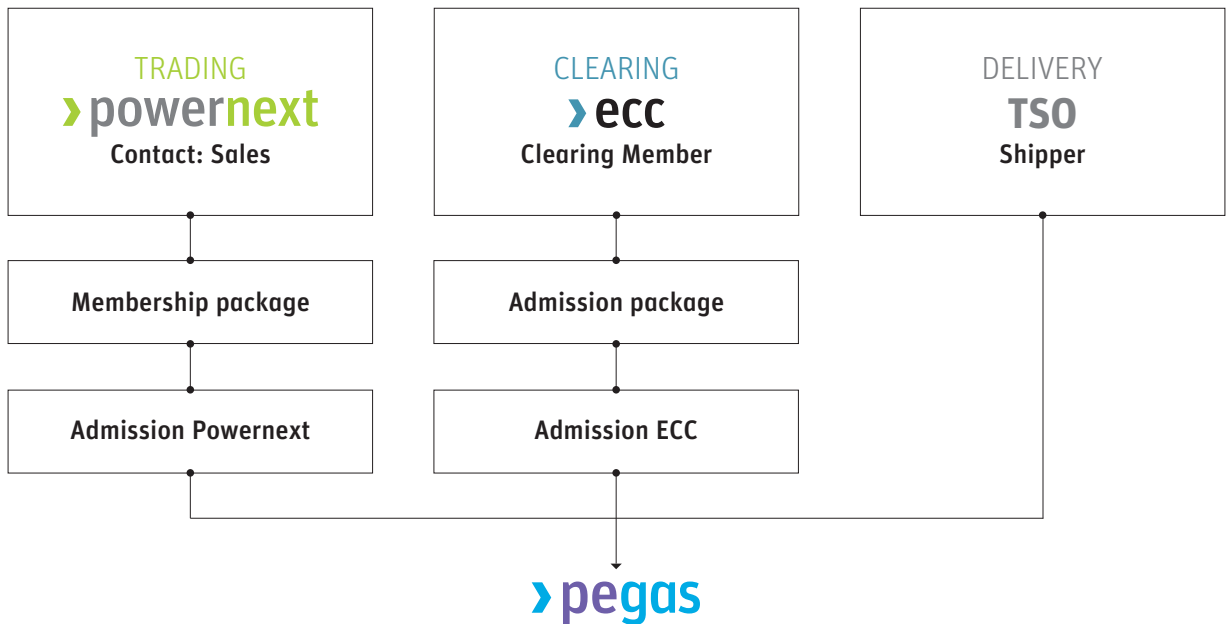 TRADING
powernext
Contact: Sales
CLEARING
ecc
Clearing Member
DELIVERY
TSO
Shipper
Membership package
Admission package
Admission Powernext
Admission ECC
pegas